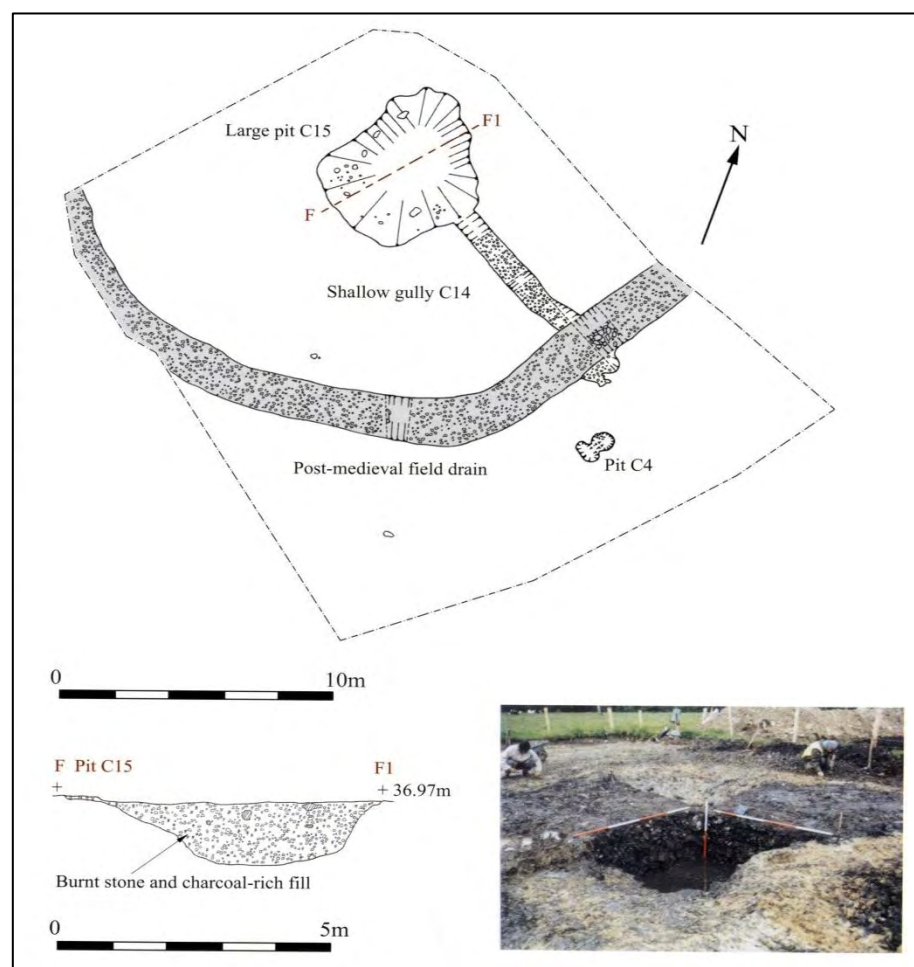 Large pit C15
F1
N
F
Shallow gully C14
Post-medieval field drain
Pit C4
0 10m
F Pit C15 F1
+ + 36.97m
Burnt stone and charcoal-rich fill
0 5m